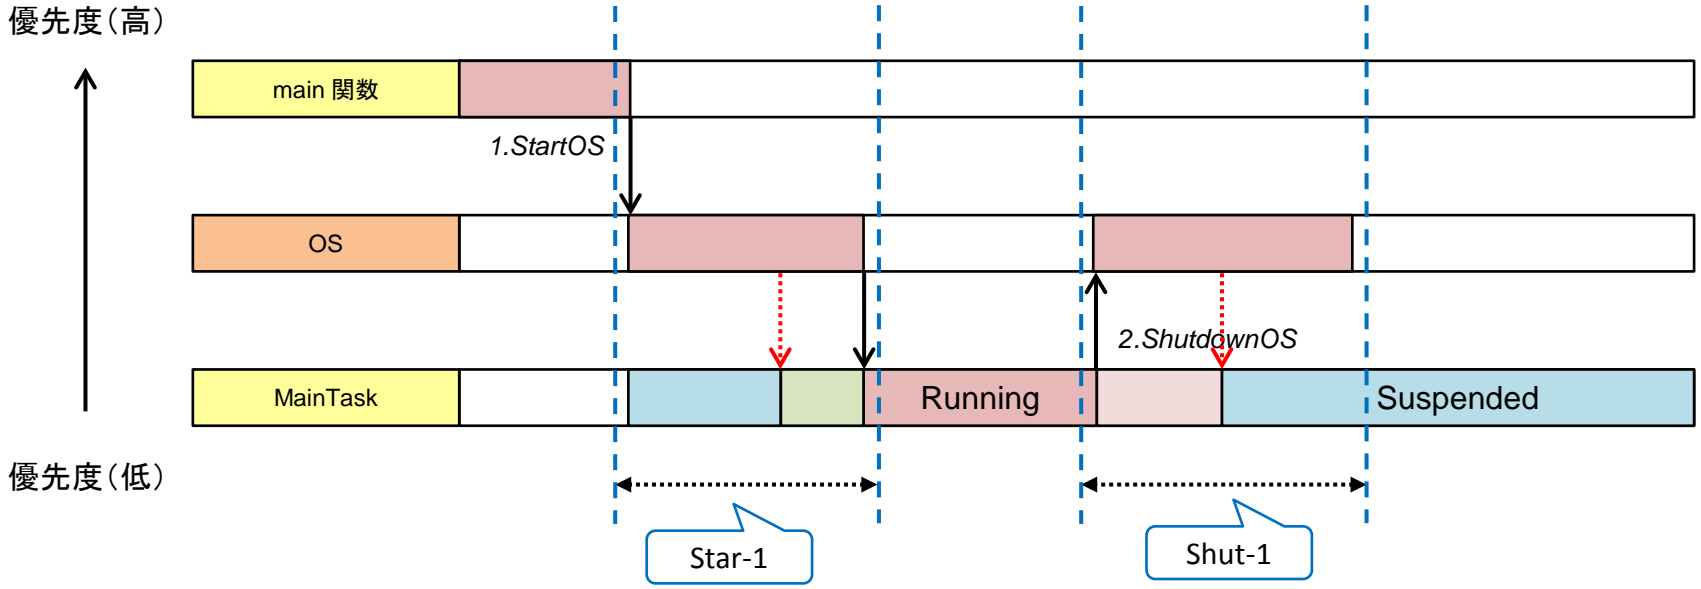 優先度(高)
main 関数
1.StartOS
OS
2.ShutdownOS
MainTask
Running
Suspended
優先度(低)
Star-1
Shut-1